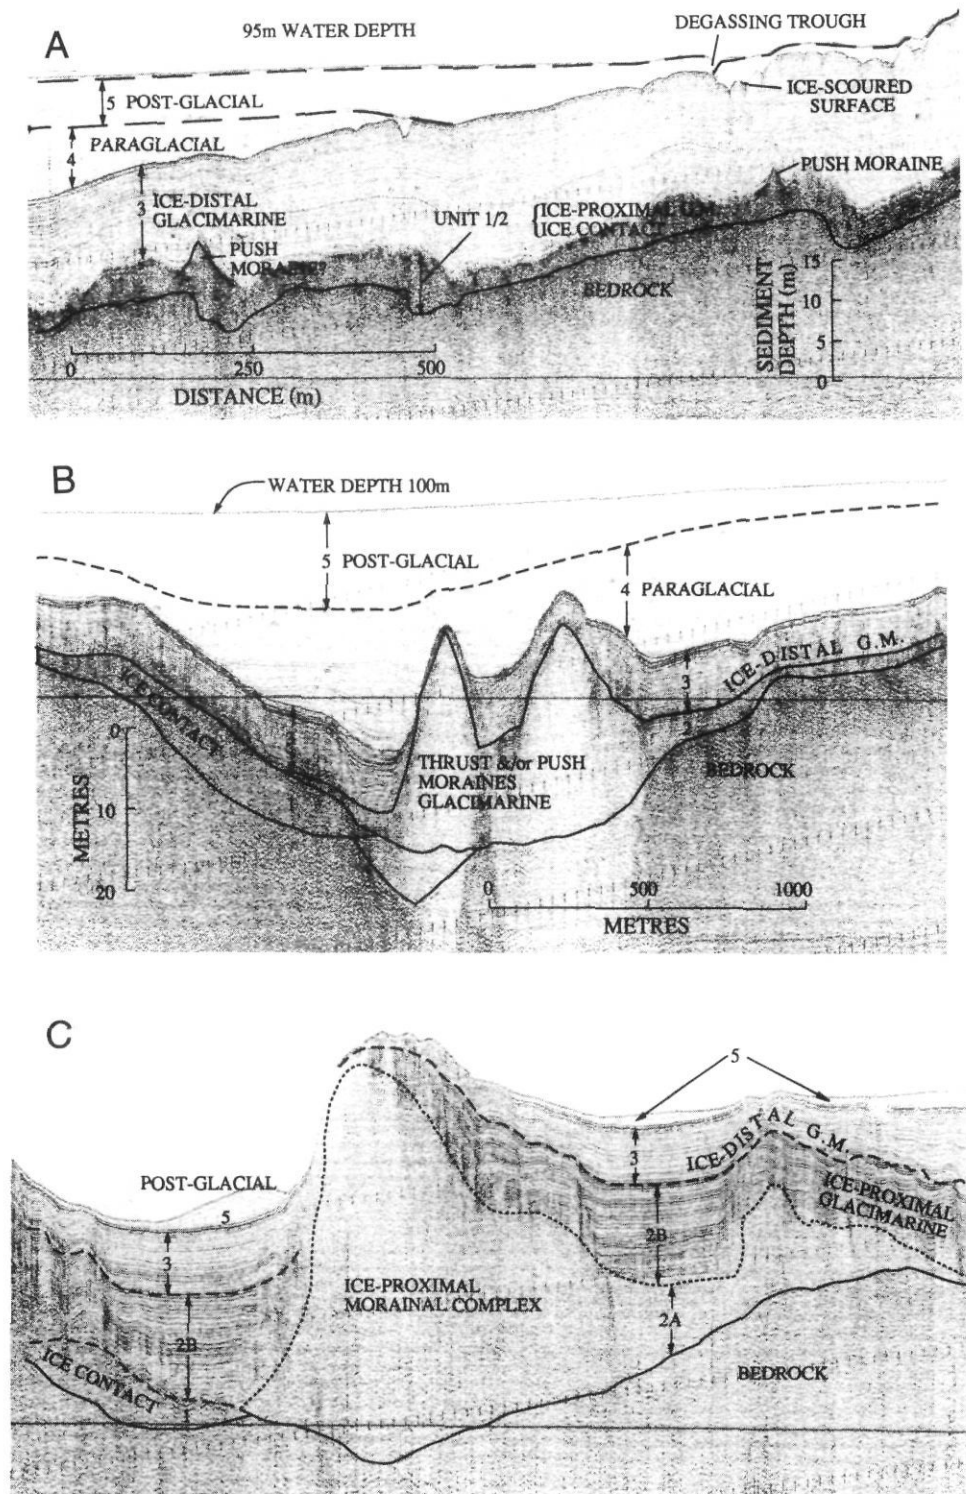 A
95m WATER DEPTH
DEGASSING TROUGH
5 POST-GLACIAL
ICE-SCOURED
SURFACE
4 PARAGLACIAL
PUSH MORAINE
3 ICE-DISTAL
GLACIMARINE
UNIT 1/2
ICE-PROXIMAL G.M.
ICE CONTACT
PUSH
MORAINE?
BEDROCK
15
10
5
0
SEDIMENT
DEPTH (m)
0 250 500
DISTANCE (m)
B
WATER DEPTH 100m
5 POST-GLACIAL
4 PARAGLACIAL
ICE-DISTAL G.M.
3
2
ICE-CONTACT
BEDROCK
THRUST &/or PUSH
MORAINES
GLACIMARINE
0
10
20
METRES
0 500 1000
METRES
C
5
ICE-DISTAL G.M.
3
POST-GLACIAL
5
ICE-PROXIMAL
GLACIMARINE
3
2B
ICE-PROXIMAL
MORAINAL COMPLEX
2A
2B
ICE CONTACT
BEDROCK